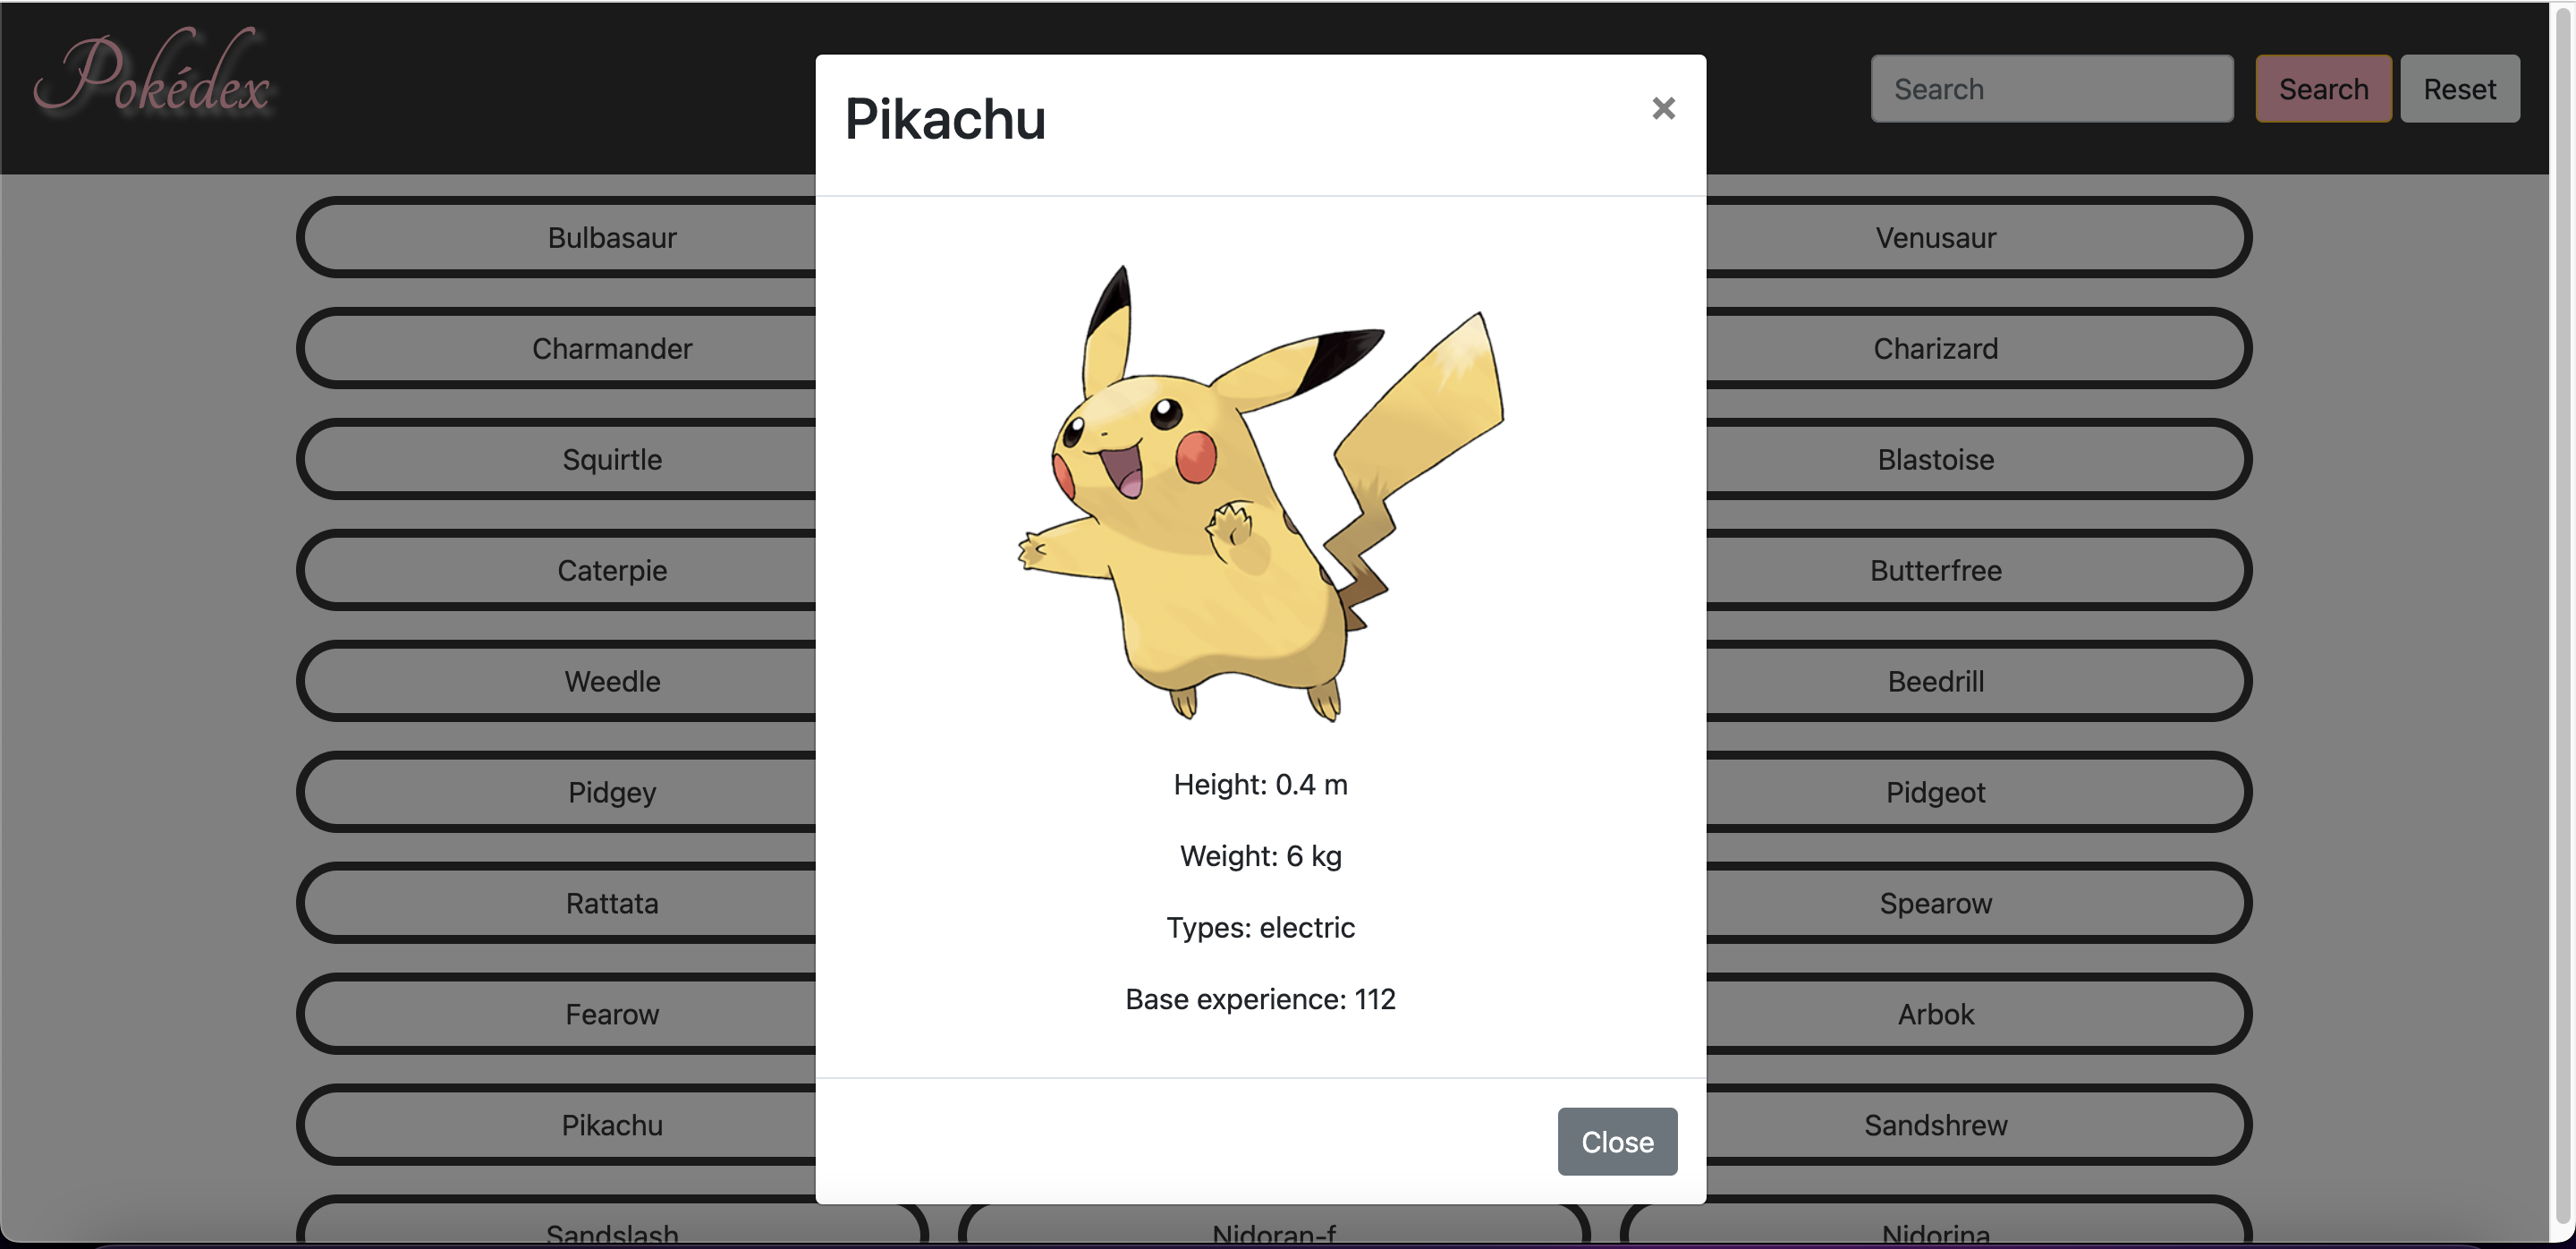 Pokédex
Search
Search
Reset
Pikachu
×
Height: 0.4 m
Weight: 6 kg
Types: electric
Base experience: 112
Close
Bulbasaur
Venusaur
Charmander
Charizard
Squirtle
Blastoise
Caterpie
Butterfree
Weedle
Beedrill
Pidgey
Pidgeot
Rattata
Spearow
Fearow
Arbok
Pikachu
Sandshrew
Sandslash
Nidoran-f
Nidorina